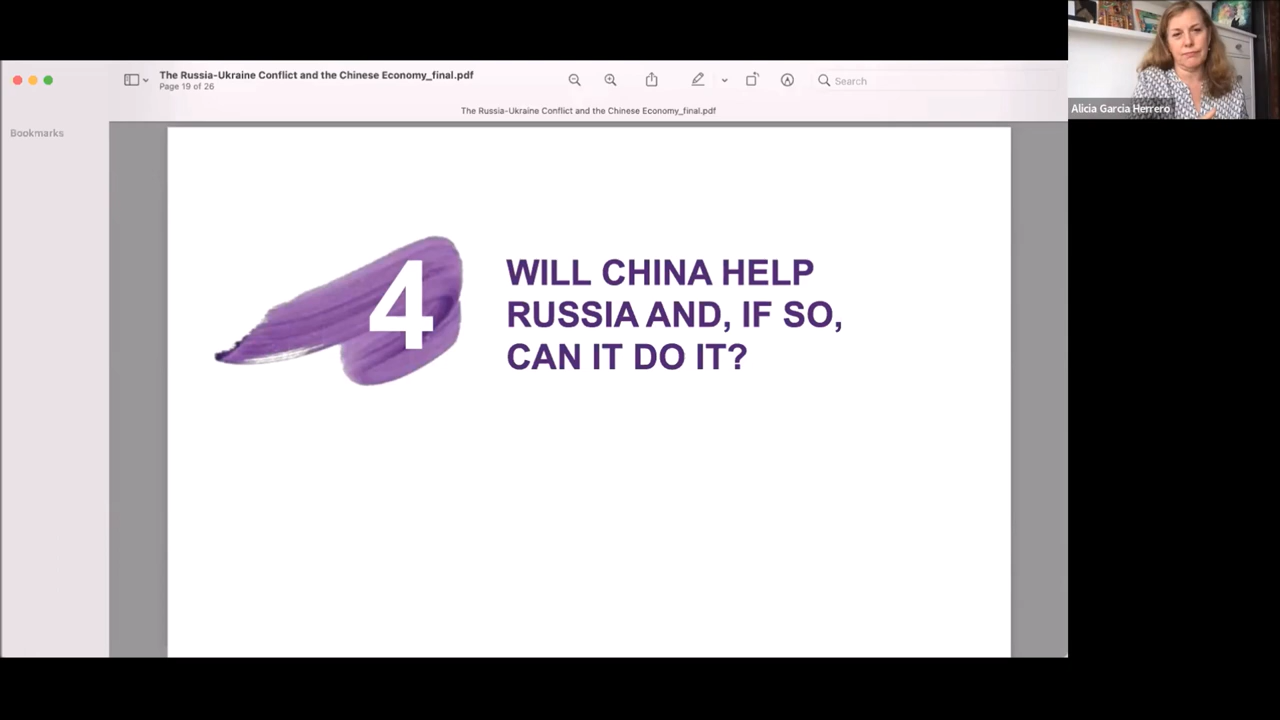 The Russia-Ukraine Conflict and the Chinese Economy_final.pdf
Page 19 of 26
Search
The Russia-Ukraine Conflict and the Chinese Economy_final.pdf
Bookmarks
Alicia Garcia Herrero
4
WILL CHINA HELP
RUSSIA AND, IF SO,
CAN IT DO IT?